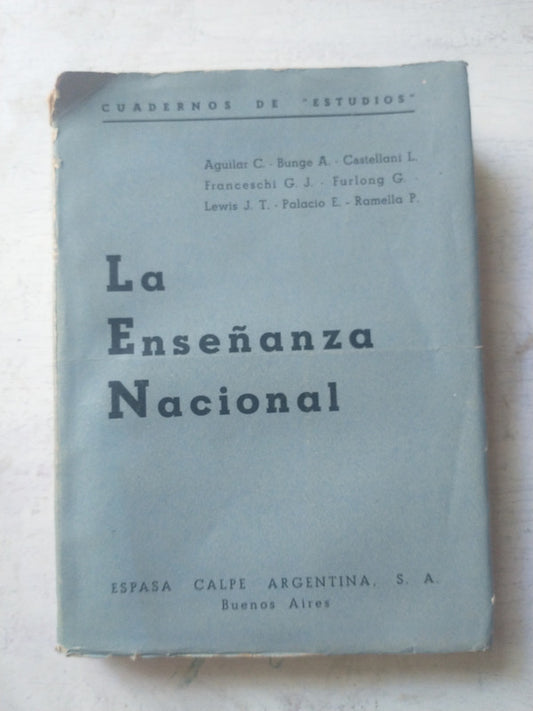 CUADERNOS DE "ESTUDIOS"
Aguilar C. · Bunge A. · Castellani L.
Franceschi G. J. · Furlong G. ·
Lewis J. T. · Palacio E. - Ramella P.
La
Enseñanza
Nacional
ESPASA CALPE ARGENTINA, S. A.
Buenos Aires